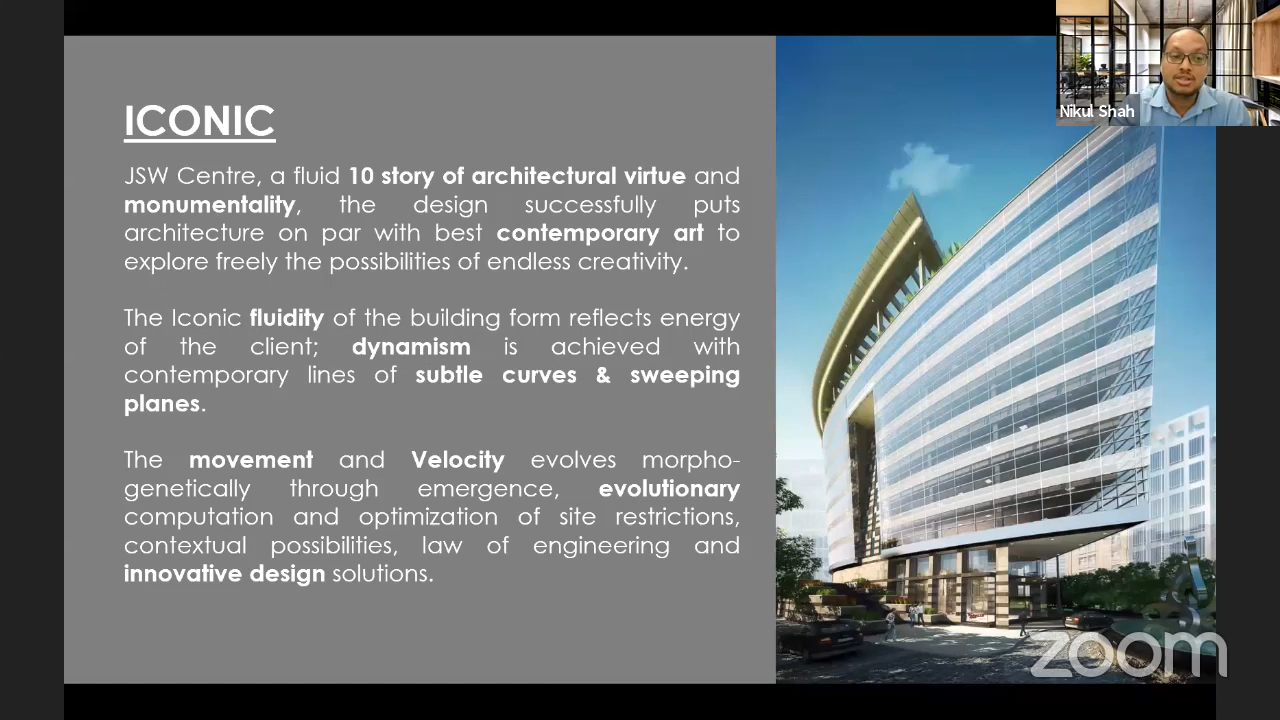 ICONIC
JSW Centre, a fluid 10 story of architectural virtue and
monumentality, the design successfully puts
architecture on par with best contemporary art to
explore freely the possibilities of endless creativity.
The Iconic fluidity of the building form reflects energy
of the client; dynamism is achieved with
contemporary lines of subtle curves & sweeping
planes.
The movement and Velocity evolves morpho-
genetically through emergence, evolutionary
computation and optimization of site restrictions,
contextual possibilities, law of engineering and
innovative design solutions.
Nikul Shah
zoom